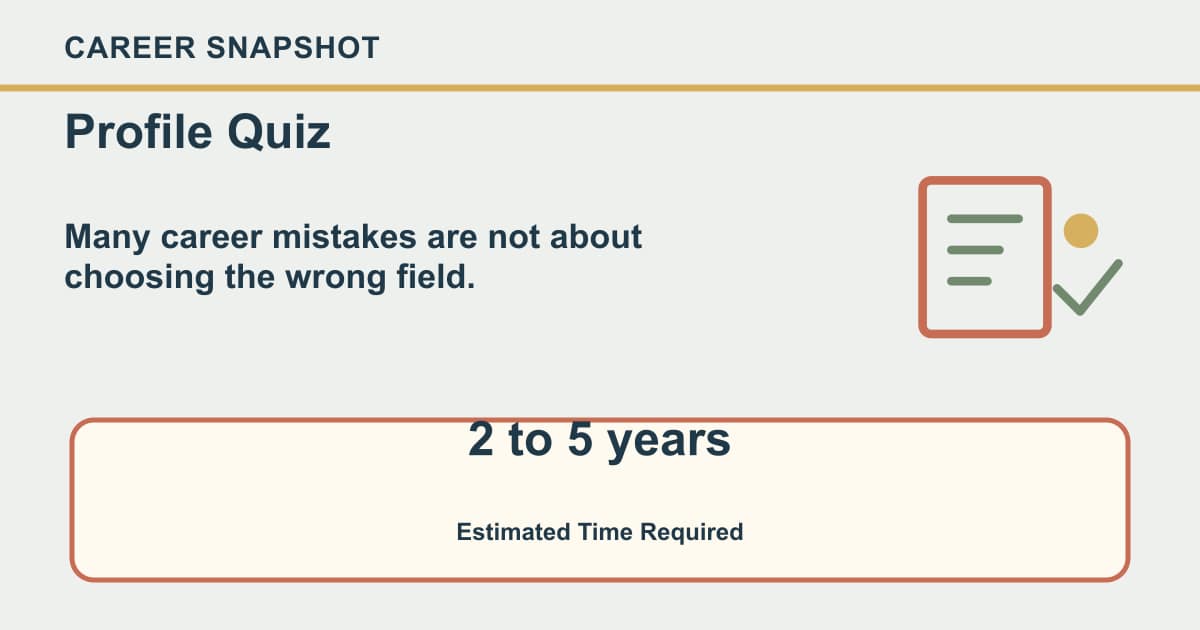 CAREER SNAPSHOT
Profile Quiz
Many career mistakes are not about
choosing the wrong field.
2 to 5 years
Estimated Time Required